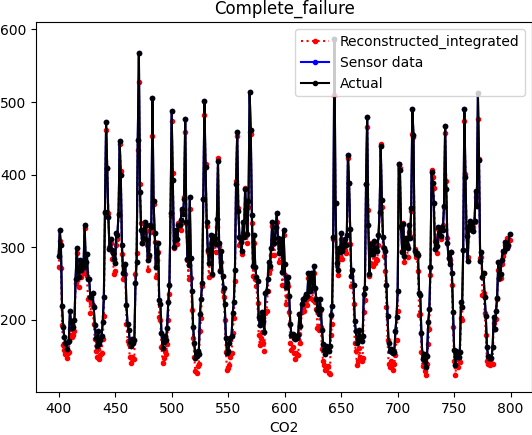 Complete_failure
Reconstructed_integrated
Sensor data
Actual
600
500
400
300
200
400 450 500 550 600 650 700 750 800
CO2